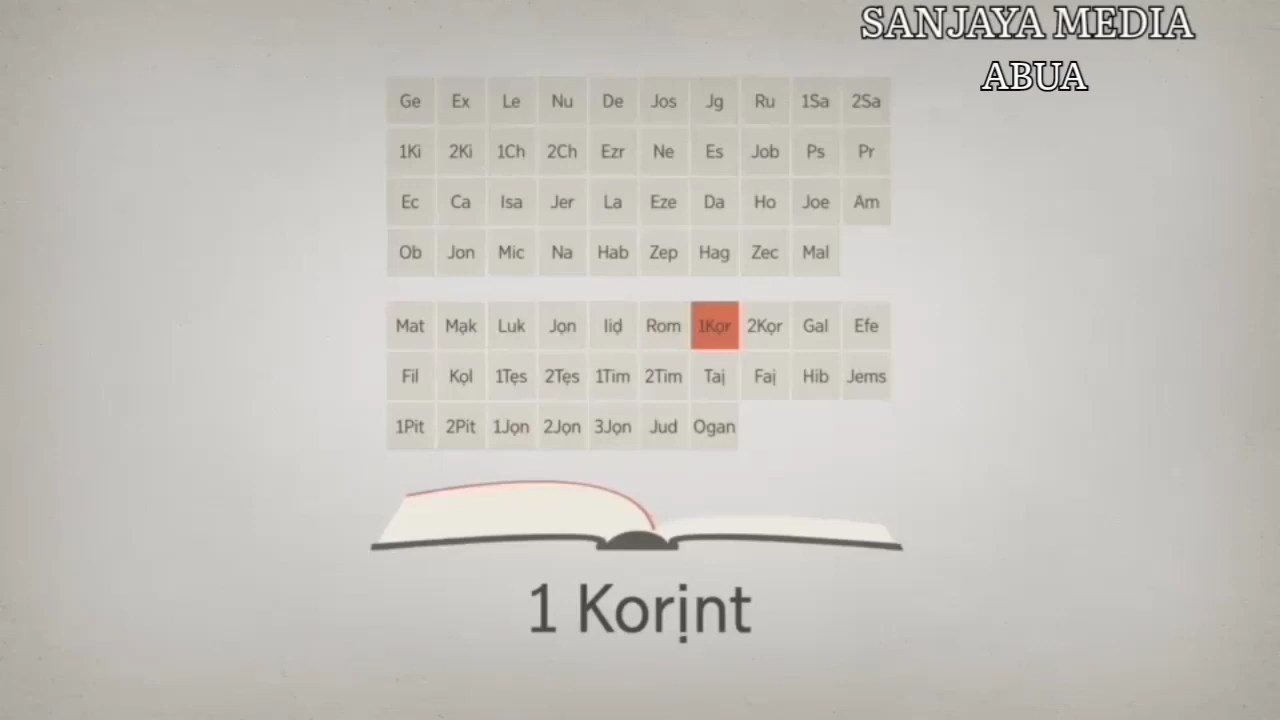 SANJAYA MEDIA
ABUA
Ge Ex Le Nu De Jos Jg Ru 1Sa 2Sa
1Ki 2Ki 1Ch 2Ch Ezr Ne Es Job Ps Pr
Ec Ca Isa Jer La Eze Da Ho Joe Am
Ob Jon Mic Na Hab Zep Hag Zec Mal
Mat Mạk Luk Jọn Iiḍ Rom 1Kọr 2Kọr Gal Efe
Fil Kọl 1Tẹs 2Tẹs 1Tim 2Tim Taị Faị Hib Jems
1Pit 2Pit 1Jọn 2Jọn 3Jọn Jud Ogan
1 Korịnt